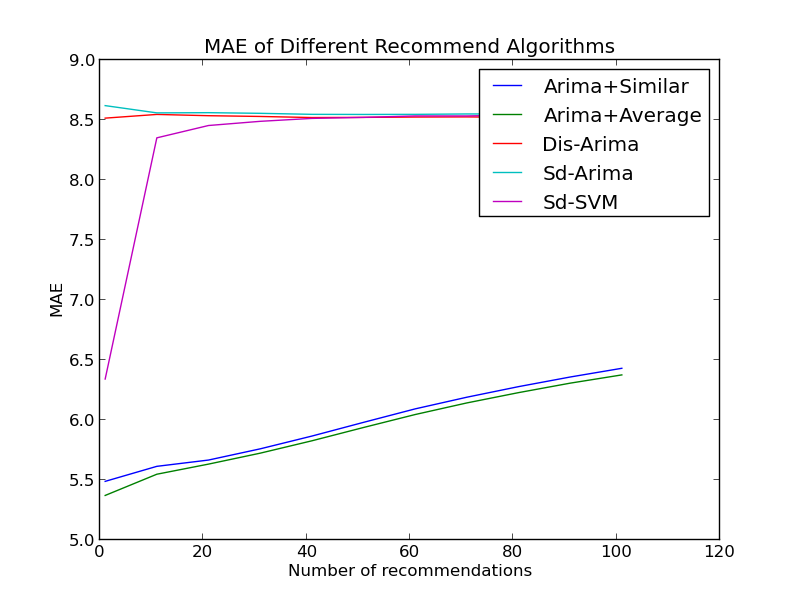 MAE of Different Recommend Algorithms
9.0
8.5
8.0
7.5
7.0
6.5
6.0
5.5
5.0
MAE
Arima+Similar
Arima+Average
Dis-Arima
Sd-Arima
Sd-SVM
0 20 40 60 80 100 120
Number of recommendations